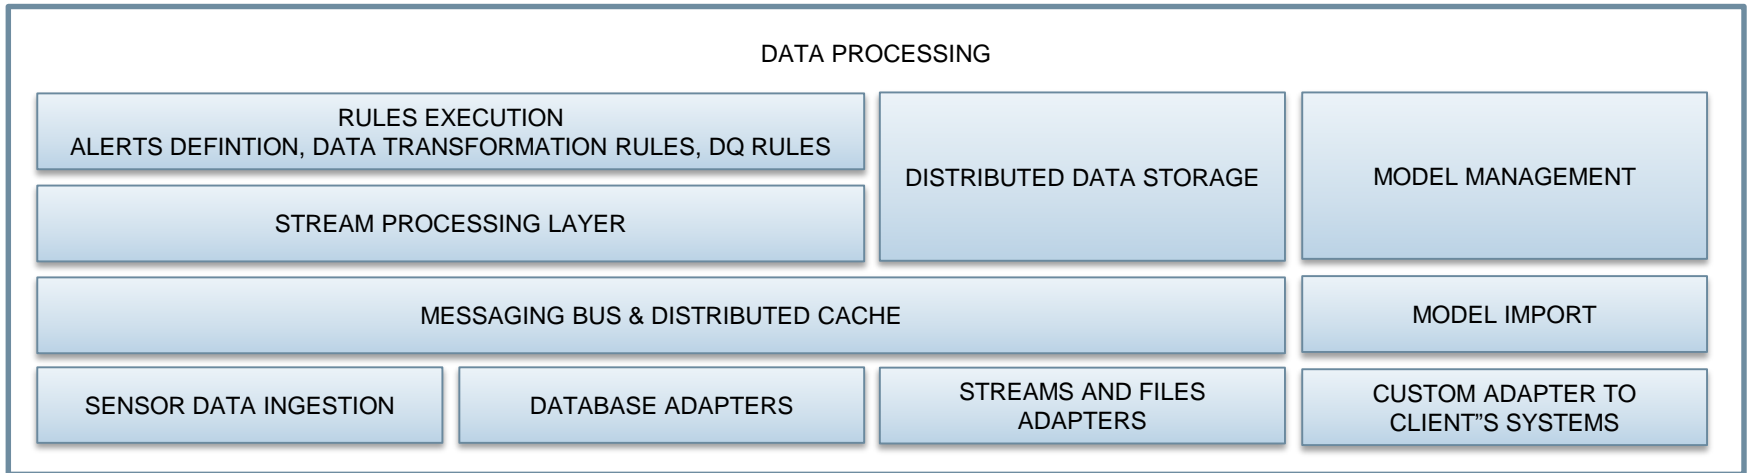 DATA PROCESSING
RULES EXECUTION
ALERTS DEFINTION, DATA TRANSFORMATION RULES, DQ RULES
DISTRIBUTED DATA STORAGE
MODEL MANAGEMENT
STREAM PROCESSING LAYER
MESSAGING BUS & DISTRIBUTED CACHE
MODEL IMPORT
SENSOR DATA INGESTION
DATABASE ADAPTERS
STREAMS AND FILES
ADAPTERS
CUSTOM ADAPTER TO
CLIENT”S SYSTEMS